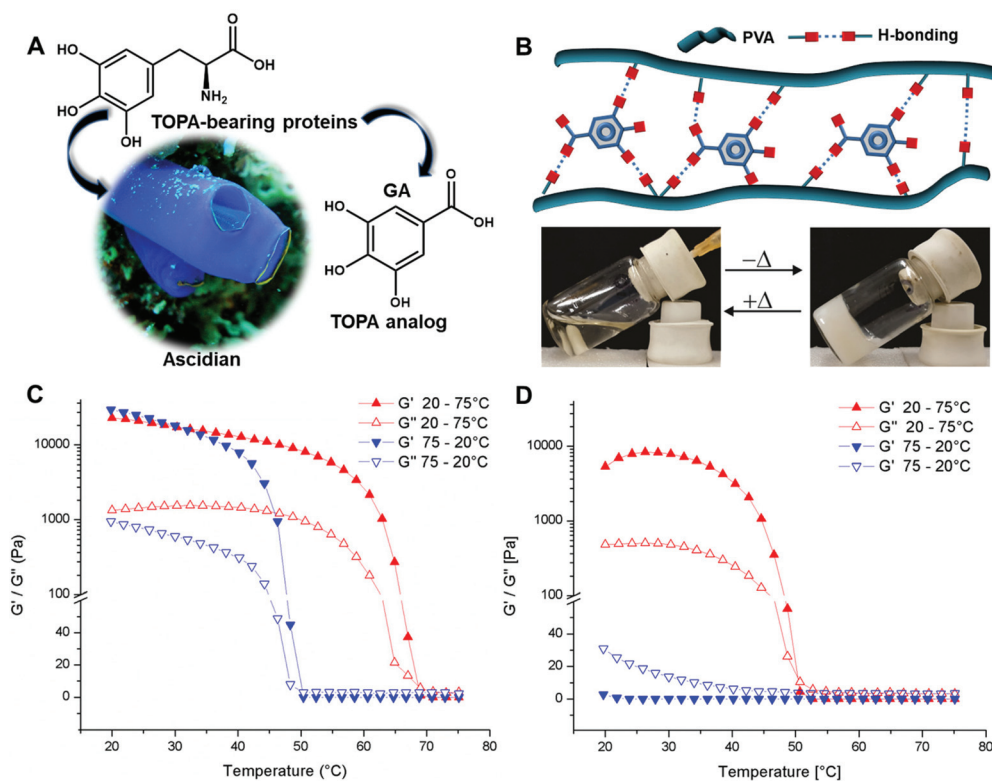 A
HO
O
OH
HO
NH2
OH
TOPA-bearing proteins
GA
O
HO
OH
HO
OH
TOPA analog
Ascidian
B
PVA
H-bonding
−Δ
+Δ
C
G' 20 - 75°C
G" 20 - 75°C
G' 75 - 20°C
G" 75 - 20°C
10000
1000
100
40
20
0
G' / G" (Pa)
20 30 40 50 60 70 80
Temperature (°C)
D
G' 20 - 75°C
G" 20 - 75°C
G' 75 - 20°C
G" 75 - 20°C
10000
1000
100
40
20
0
G' / G" [Pa]
20 30 40 50 60 70 80
Temperature [°C]